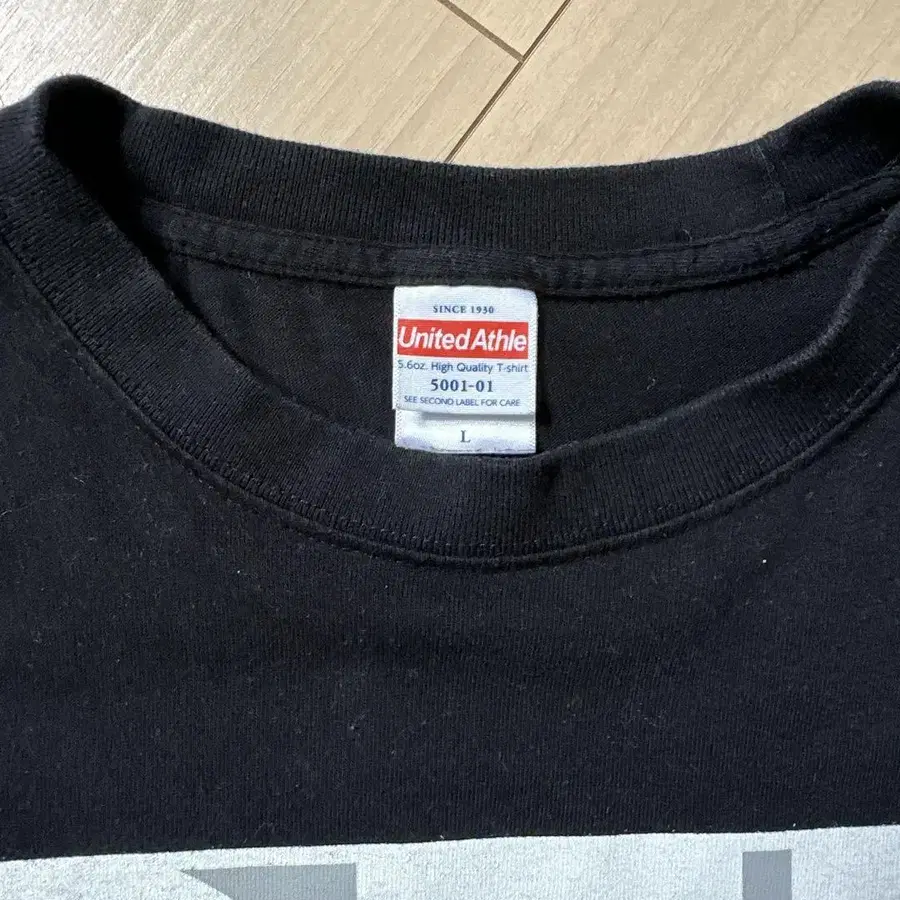 SINCE 1930
United Athle
5.6oz. High Quality T-shirt
5001-01
SEE SECOND LABEL FOR CARE
L